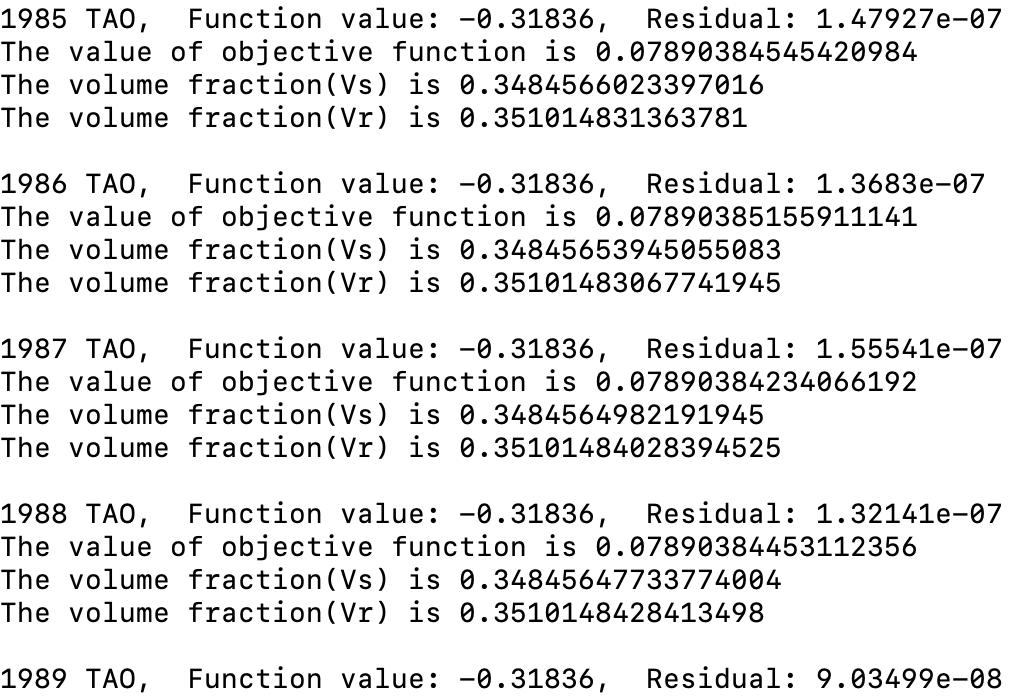 1985 TAO,  Function value: -0.31836,  Residual: 1.47927e-07
The value of objective function is 0.07890384545420984
The volume fraction(Vs) is 0.3484566023397016
The volume fraction(Vr) is 0.351014831363781
1986 TAO,  Function value: -0.31836,  Residual: 1.3683e-07
The value of objective function is 0.07890385155911141
The volume fraction(Vs) is 0.34845653945055083
The volume fraction(Vr) is 0.35101483067741945
1987 TAO,  Function value: -0.31836,  Residual: 1.55541e-07
The value of objective function is 0.07890384234066192
The volume fraction(Vs) is 0.3484564982191945
The volume fraction(Vr) is 0.35101484028394525
1988 TAO,  Function value: -0.31836,  Residual: 1.32141e-07
The value of objective function is 0.07890384453112356
The volume fraction(Vs) is 0.34845647733774004
The volume fraction(Vr) is 0.3510148428413498
1989 TAO,  Function value: -0.31836,  Residual: 9.03499e-08